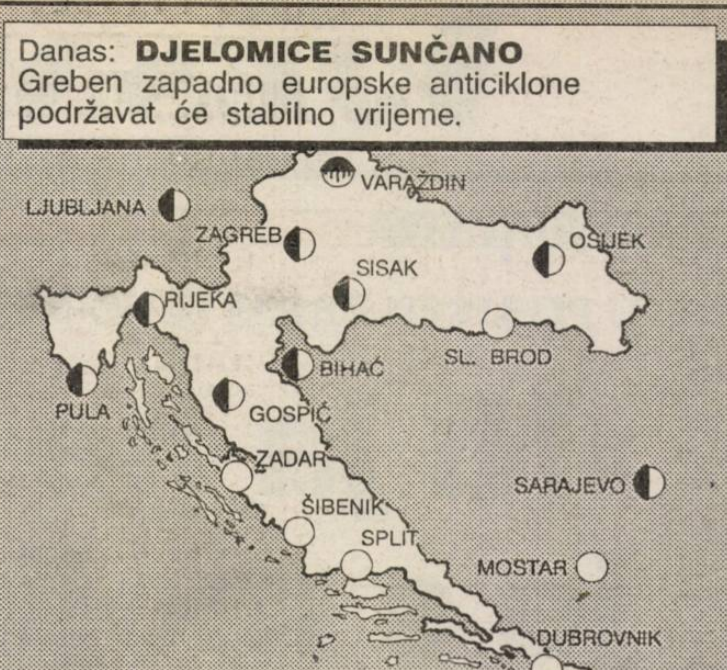 Danas: DJELOMICE SUNČANO
Greben zapadno europske anticiklone
podržavat će stabilno vrijeme.
VARAŽDIN
LJUBLJANA
ZAGREB
OSIJEK
SISAK
RIJEKA
SL. BROD
BIHAĆ
PULA
GOSPIĆ
ZADAR
SARAJEVO
ŠIBENIK
SPLIT
MOSTAR
DUBROVNIK